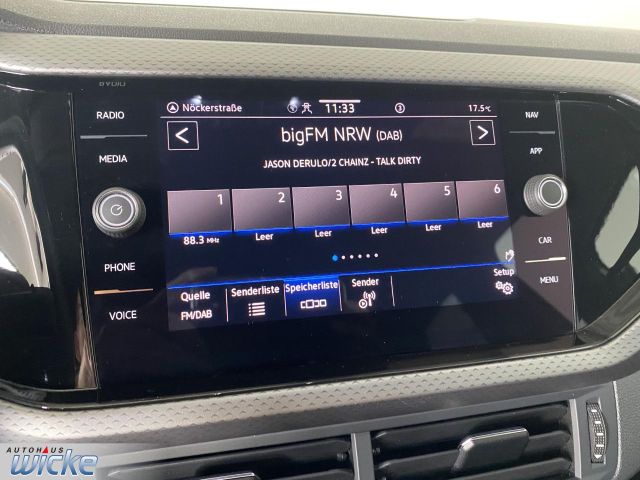 RADIO
MEDIA
PHONE
VOICE
Nöckerstraße 11:33 3 17.5°C
bigFM NRW (DAB)
JASON DERULO/2 CHAINZ - TALK DIRTY
1 2 3 4 5 6
88.3 MHz Leer Leer Leer Leer Leer
Quelle
FM/DAB
Senderliste
Speicherliste
Sender
Setup
NAV
APP
CAR
MENU
AUTOHAUS
WICKE